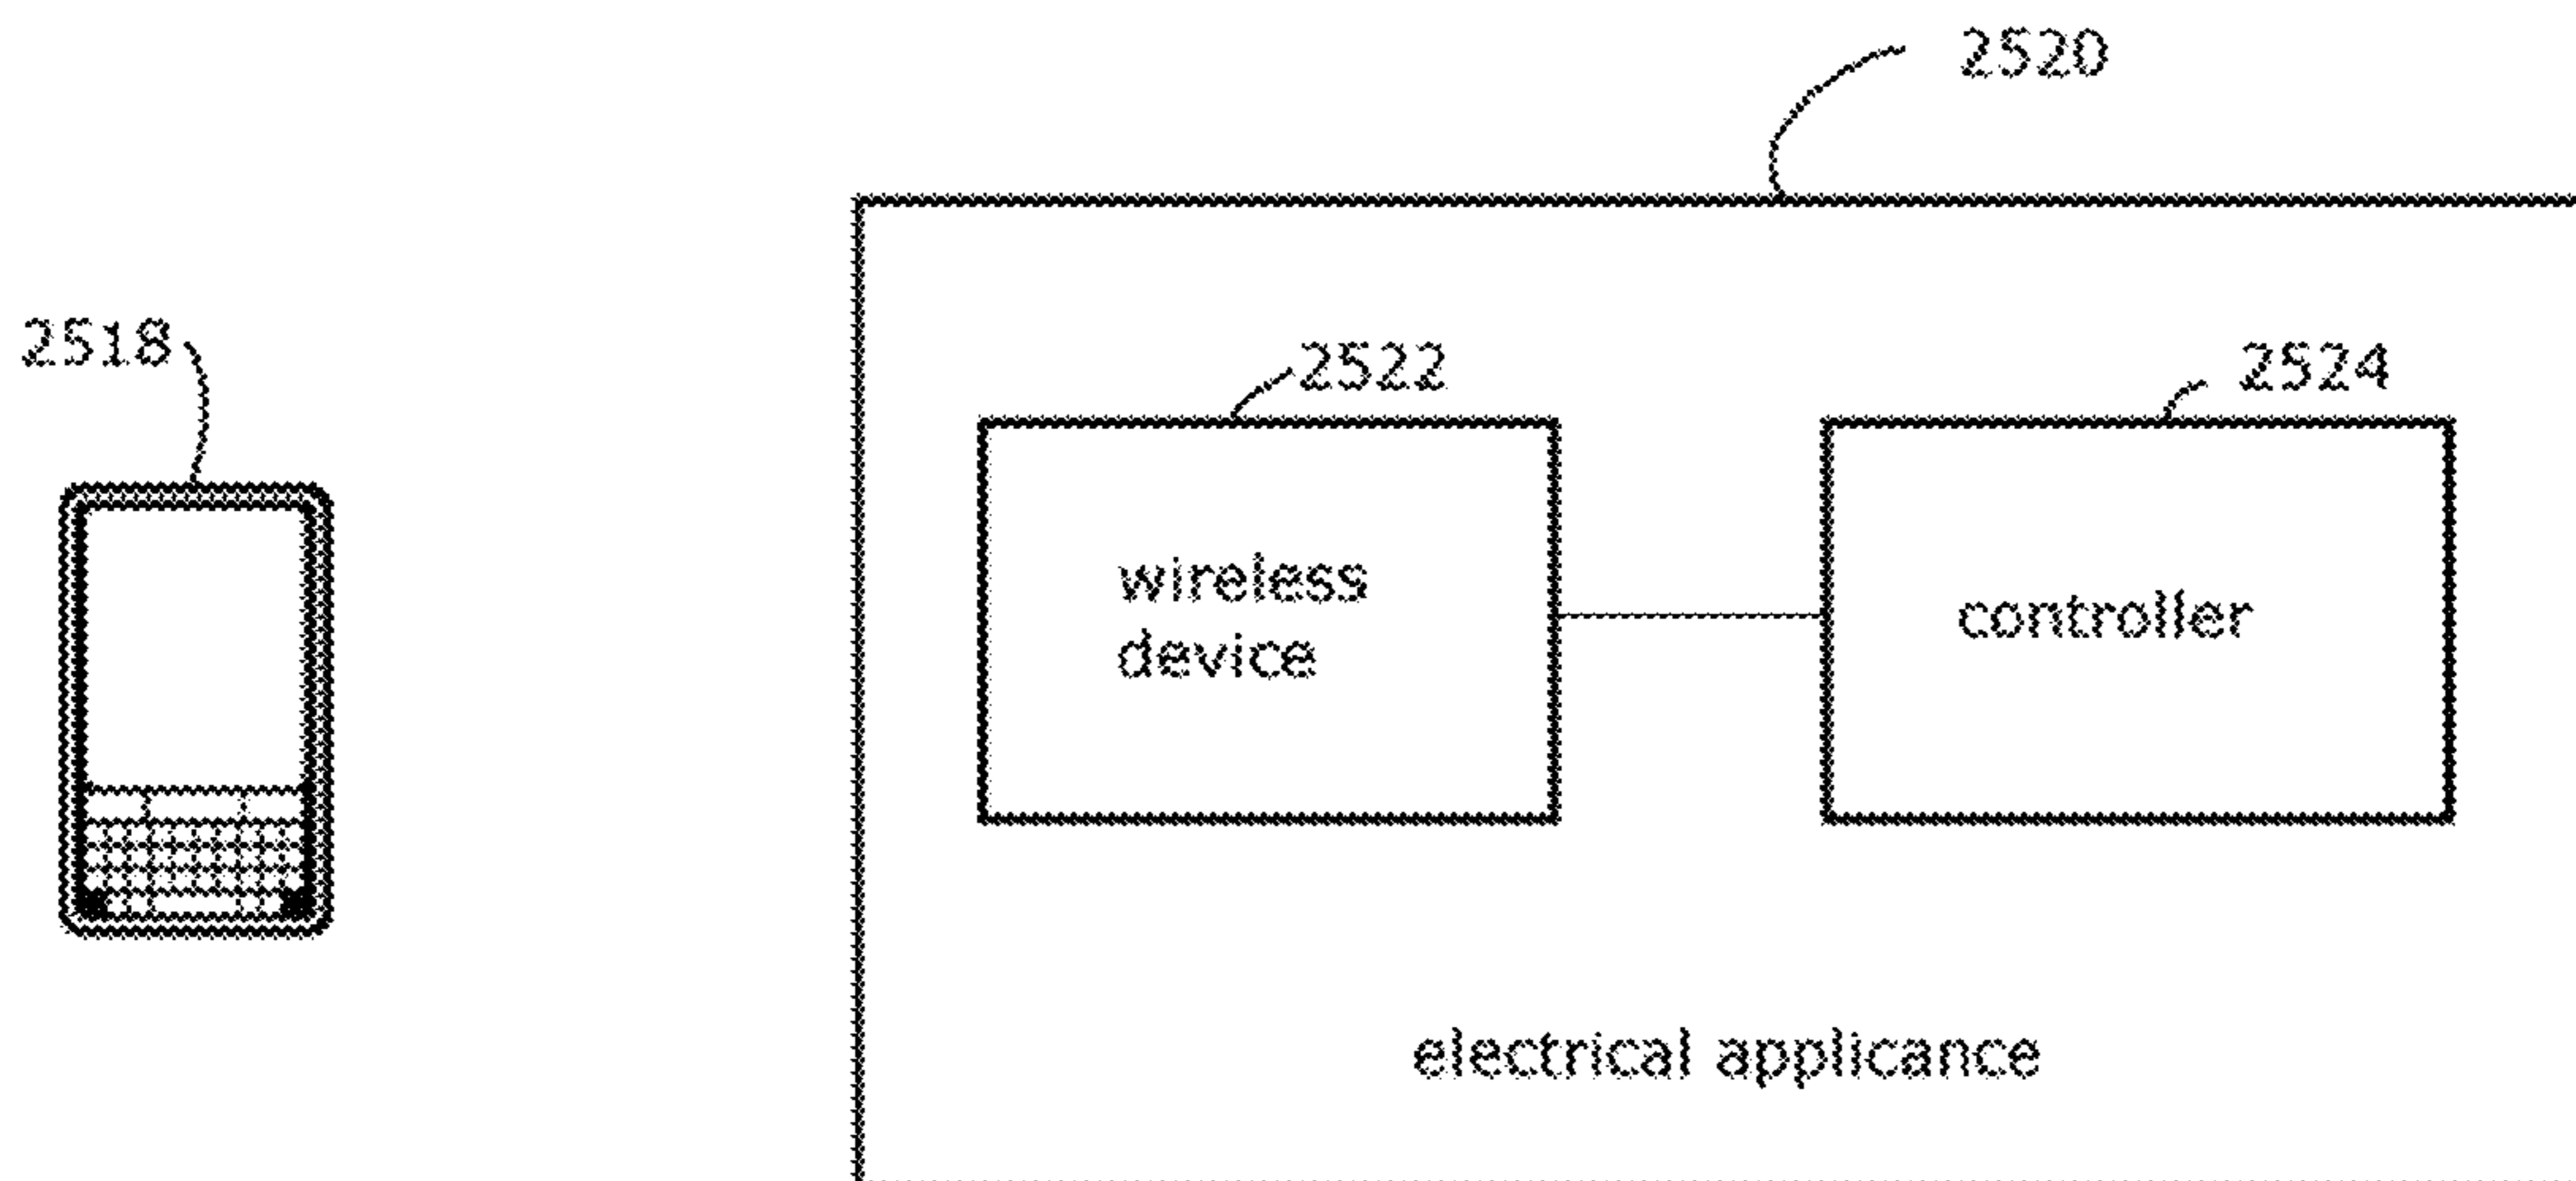 2520
2518
2522
2524
wireless
device
controller
electrical applicance